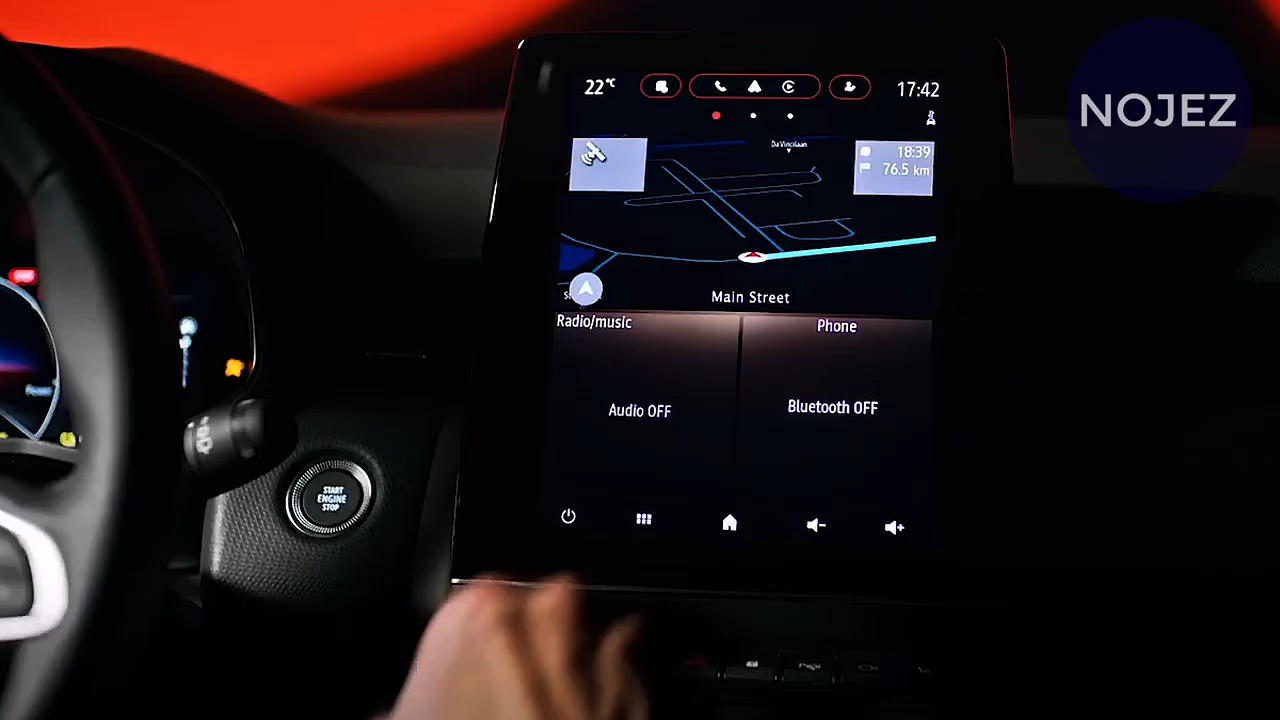 22°C
17:42
NOJEZ
Da Vincilaan
18:39
76.5 km
Main Street
Radio/music
Phone
Audio OFF
Bluetooth OFF
START
ENGINE
STOP